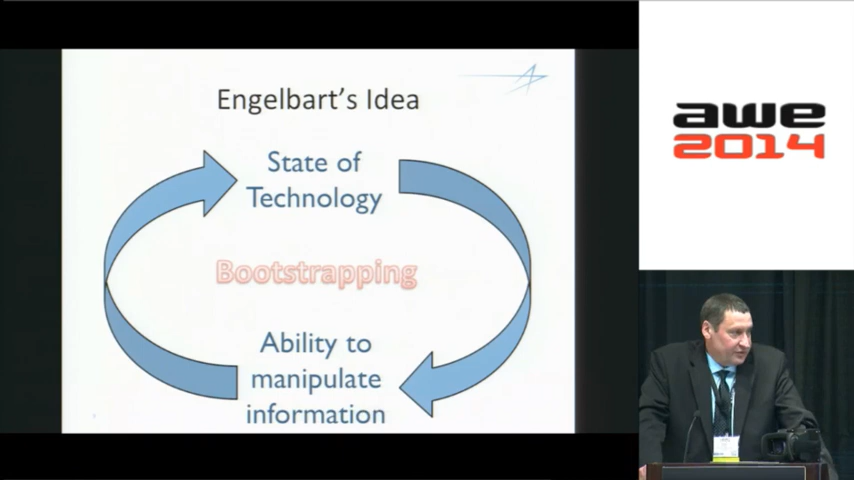 Engelbart's Idea
State of
Technology
Bootstrapping
Ability to
manipulate
information
awe
2014